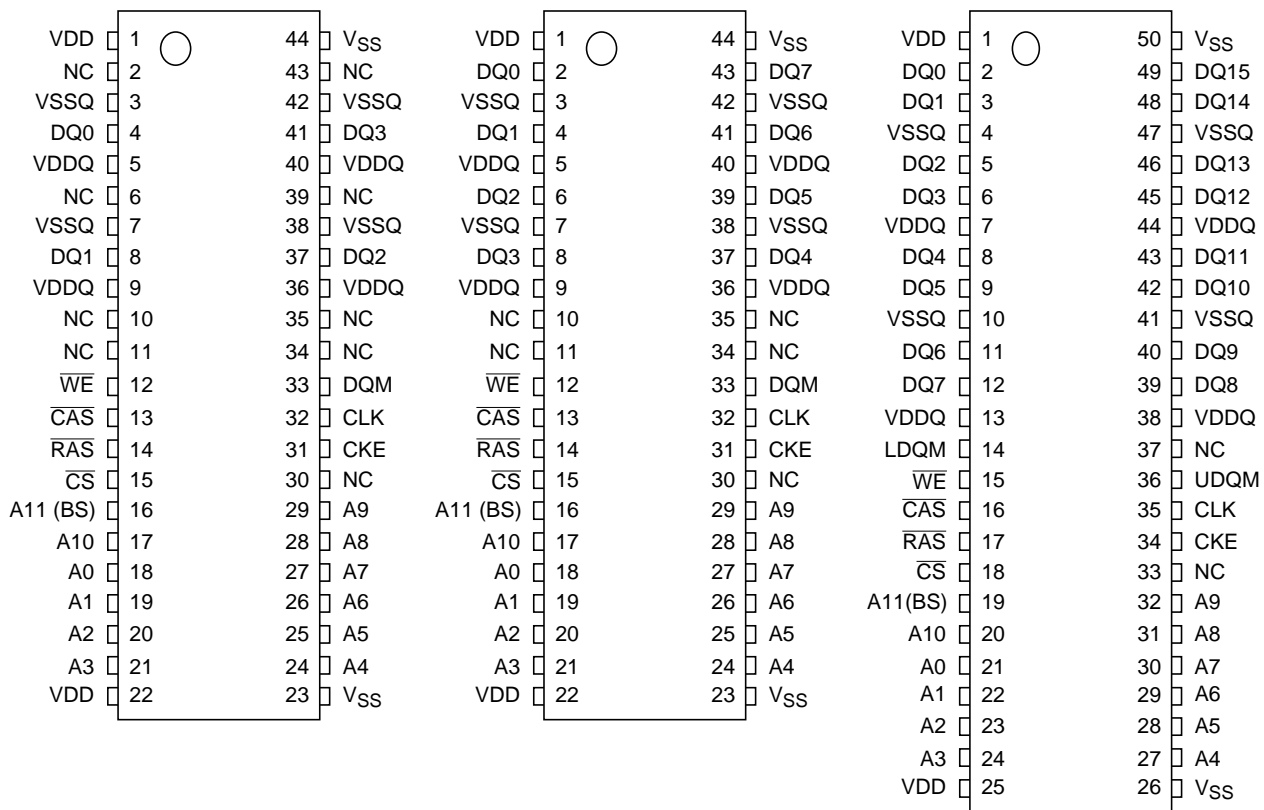 VDD 1 44 VSS VDD 1 44 VSS VDD 1 50 VSS
NC 2 43 NC DQ0 2 43 DQ7 DQ0 2 49 DQ15
VSSQ 3 42 VSSQ VSSQ 3 42 VSSQ DQ1 3 48 DQ14
DQ0 4 41 DQ3 DQ1 4 41 DQ6 VSSQ 4 47 VSSQ
VDDQ 5 40 VDDQ VDDQ 5 40 VDDQ DQ2 5 46 DQ13
NC 6 39 NC DQ2 6 39 DQ5 DQ3 6 45 DQ12
VSSQ 7 38 VSSQ VSSQ 7 38 VSSQ VDDQ 7 44 VDDQ
DQ1 8 37 DQ2 DQ3 8 37 DQ4 DQ4 8 43 DQ11
VDDQ 9 36 VDDQ VDDQ 9 36 VDDQ DQ5 9 42 DQ10
NC 10 35 NC NC 10 35 NC VSSQ 10 41 VSSQ
NC 11 34 NC NC 11 34 NC DQ6 11 40 DQ9
WE 12 33 DQM WE 12 33 DQM DQ7 12 39 DQ8
CAS 13 32 CLK CAS 13 32 CLK VDDQ 13 38 VDDQ
RAS 14 31 CKE RAS 14 31 CKE LDQM 14 37 NC
CS 15 30 NC CS 15 30 NC WE 15 36 UDQM
A11 (BS) 16 29 A9 A11 (BS) 16 29 A9 CAS 16 35 CLK
A10 17 28 A8 A10 17 28 A8 RAS 17 34 CKE
A0 18 27 A7 A0 18 27 A7 CS 18 33 NC
A1 19 26 A6 A1 19 26 A6 A11(BS) 19 32 A9
A2 20 25 A5 A2 20 25 A5 A10 20 31 A8
A3 21 24 A4 A3 21 24 A4 A0 21 30 A7
VDD 22 23 VSS VDD 22 23 VSS A1 22 29 A6
A2 23 28 A5
A3 24 27 A4
VDD 25 26 VSS